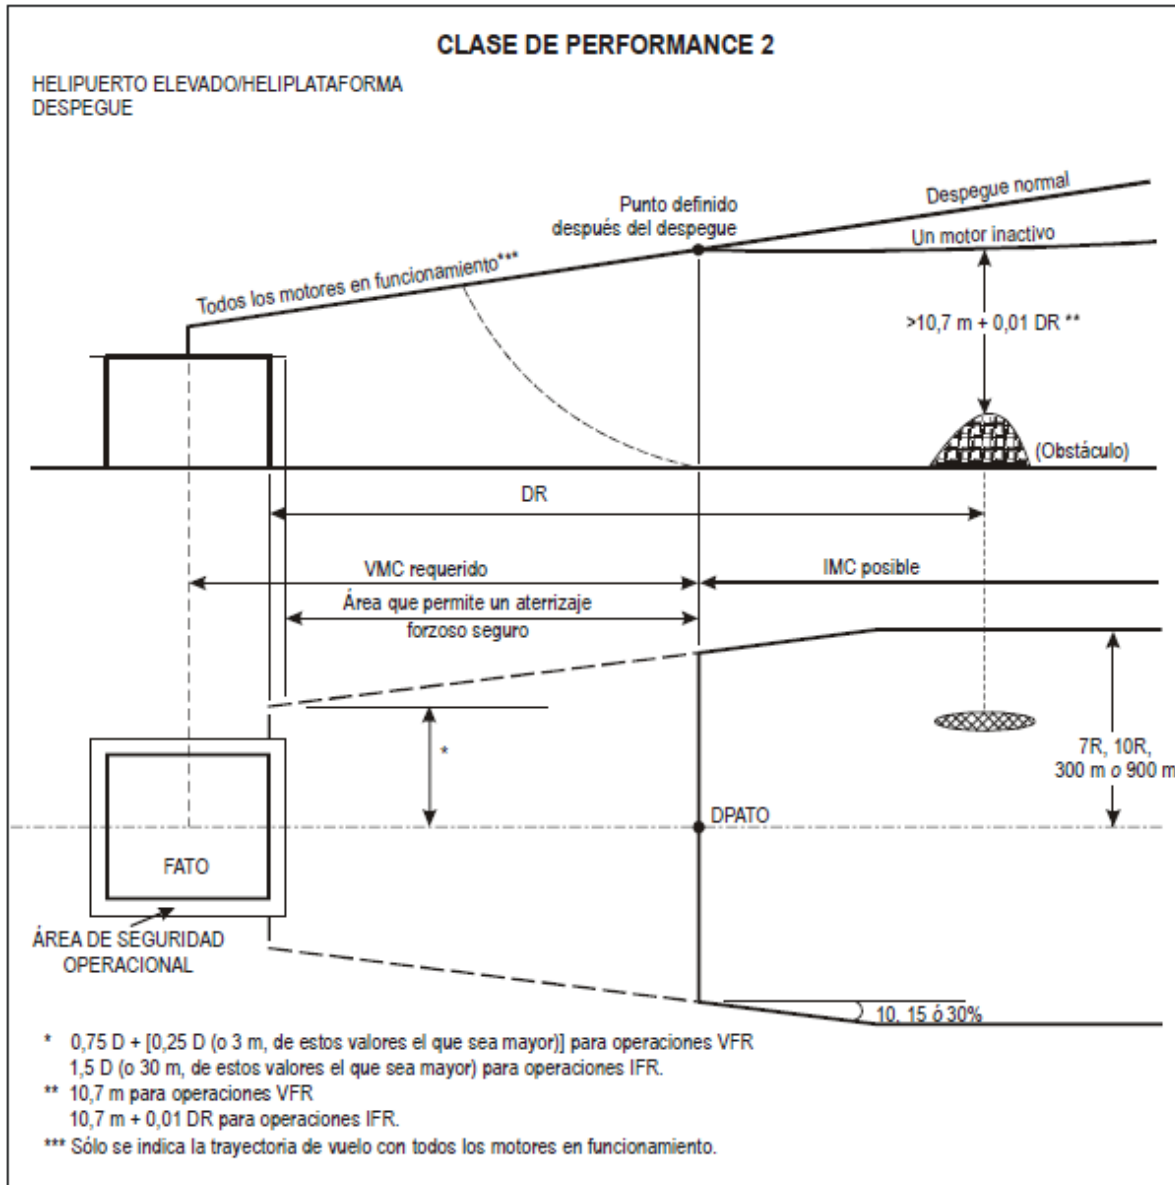 CLASE DE PERFORMANCE 2
HELIPUERTO ELEVADO/HELIPLATAFORMA
DESPEGUE
Despegue normal
Punto definido
después del despegue
Un motor inactivo
Todos los motores en funcionamiento***
>10,7 m + 0,01 DR **
(Obstáculo)
DR
VMC requerido
IMC posible
Área que permite un aterrizaje
forzoso seguro
*
7R, 10R,
300 m o 900 m
DPATO
FATO
ÁREA DE SEGURIDAD
OPERACIONAL
10, 15 ó 30%
* 0,75 D + [0,25 D (o 3 m, de estos valores el que sea mayor)] para operaciones VFR
1,5 D (o 30 m, de estos valores el que sea mayor) para operaciones IFR.
** 10,7 m para operaciones VFR
10,7 m + 0,01 DR para operaciones IFR.
*** Sólo se indica la trayectoria de vuelo con todos los motores en funcionamiento.